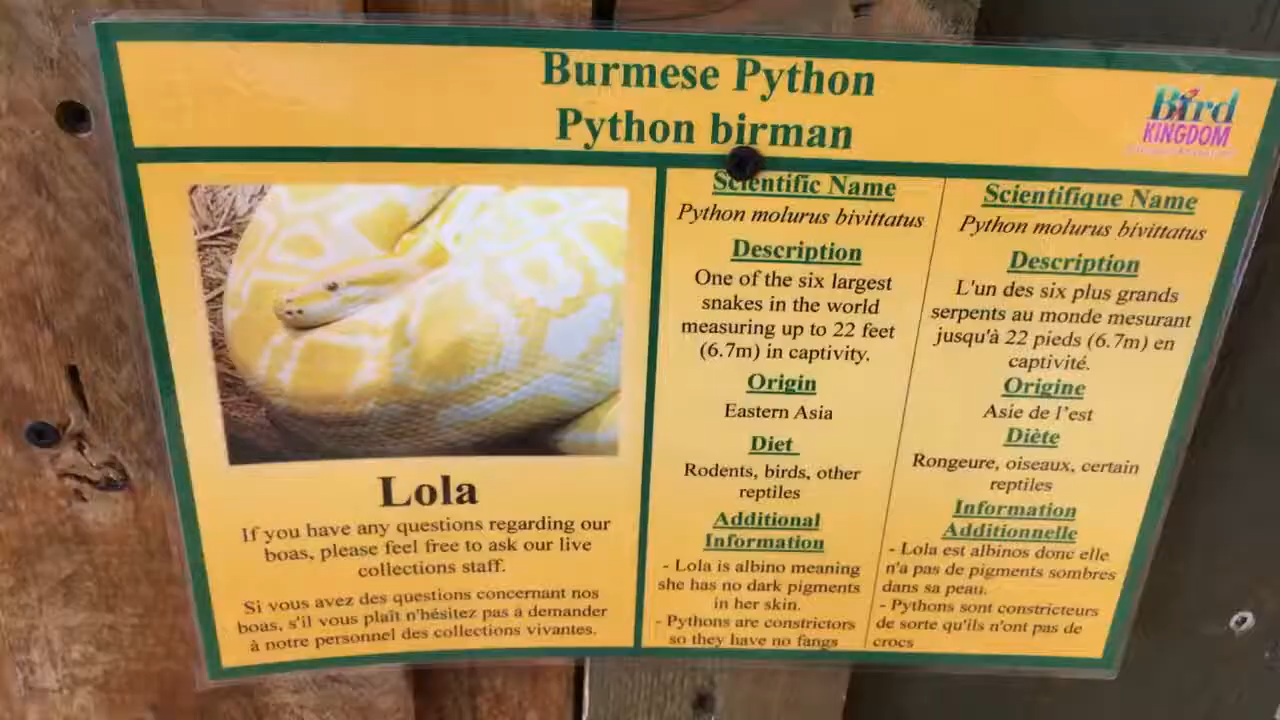 Burmese Python
Python birman
Bird
KINGDOM
Lola
If you have any questions regarding our
boas, please feel free to ask our live
collections staff.
Si vous avez des questions concernant nos
boas, s'il vous plaît n'hésitez pas à demander
à notre personnel des collections vivantes.
Scientific Name
Python molurus bivittatus
Description
One of the six largest
snakes in the world
measuring up to 22 feet
(6.7m) in captivity.
Origin
Eastern Asia
Diet
Rodents, birds, other
reptiles
Additional
Information
- Lola is albino meaning
she has no dark pigments
in her skin.
- Pythons are constrictors
so they have no fangs
Scientifique Name
Python molurus bivittatus
Description
L'un des six plus grands
serpents au monde mesurant
jusqu'à 22 pieds (6.7m) en
captivité.
Origine
Asie de l'est
Diète
Rongeure, oiseaux, certain
reptiles
Information
Additionnelle
- Lola est albinos donc elle
n'a pas de pigments sombres
dans sa peau.
- Pythons sont constricteurs
de sorte qu'ils n'ont pas de
crocs